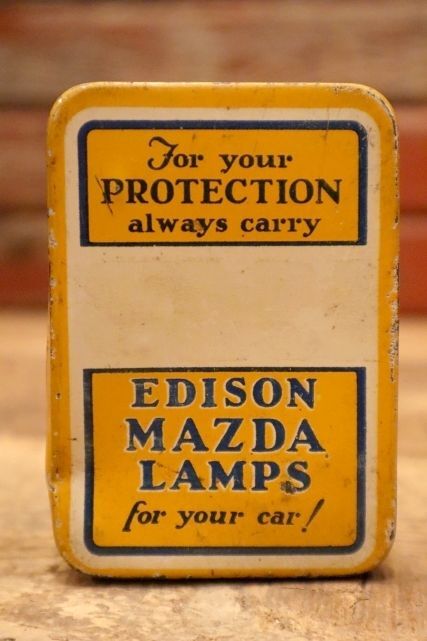 For your
PROTECTION
always carry
EDISON
MAZDA
LAMPS
for your car!